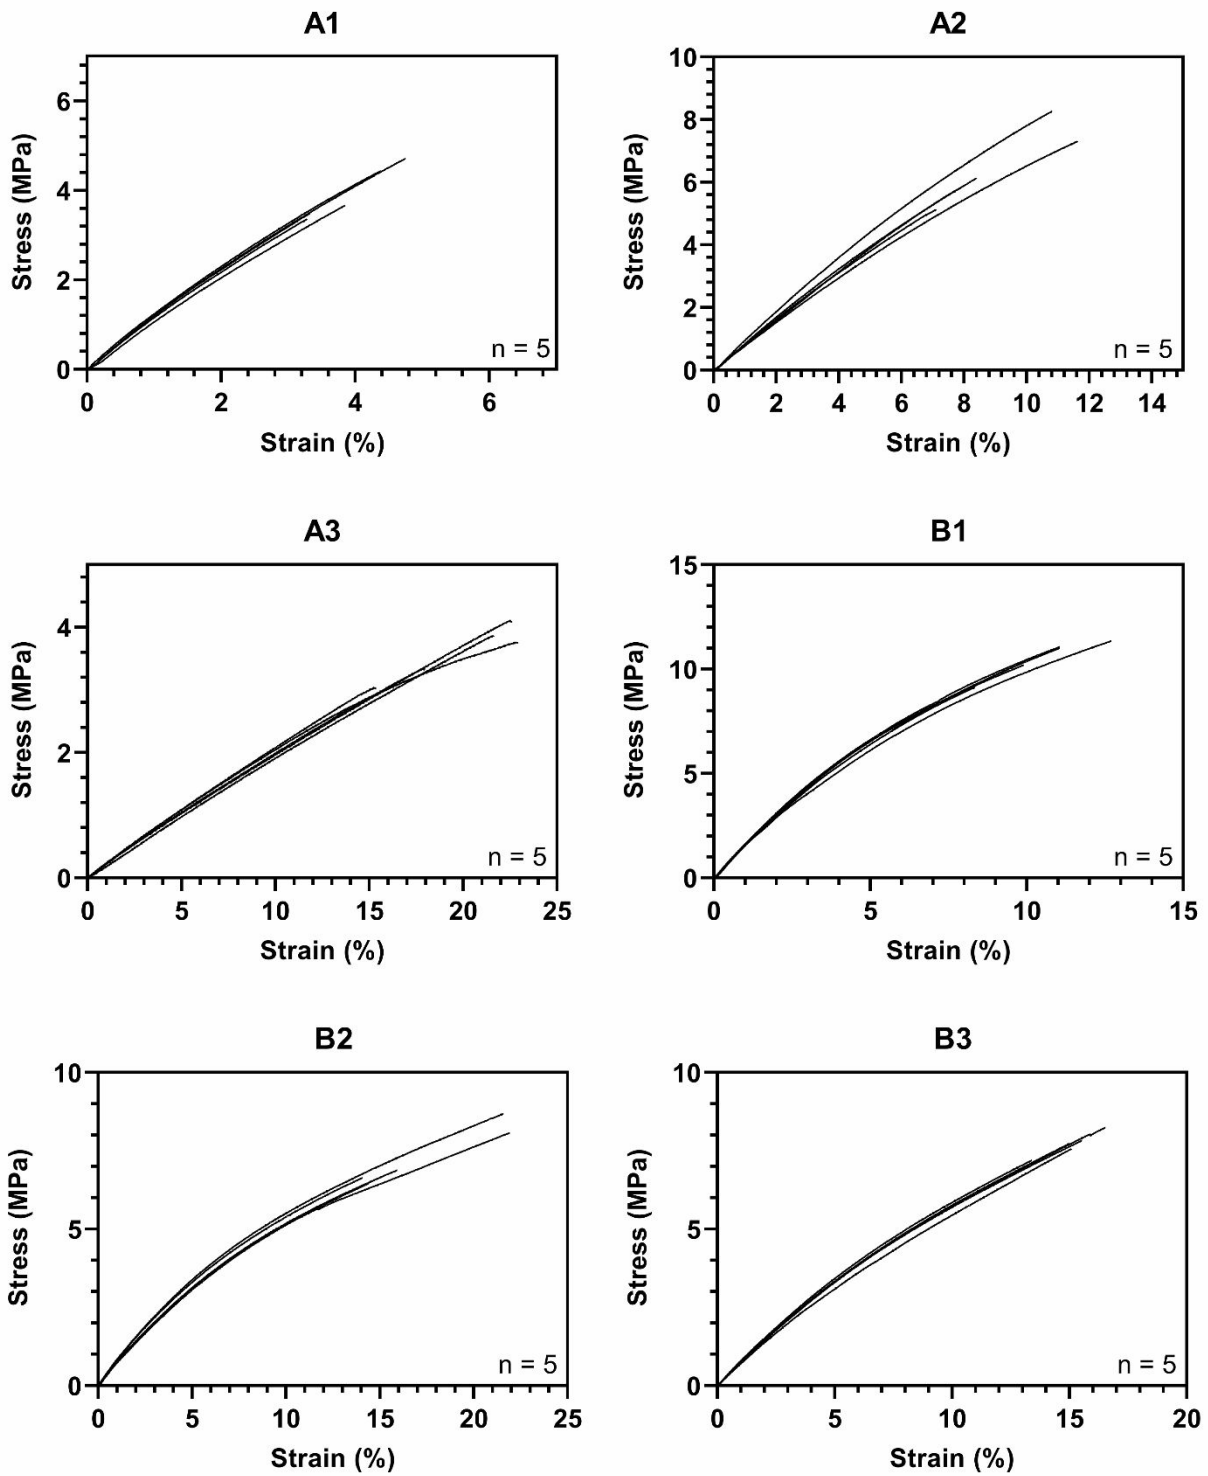 A1
A2
Stress (MPa)
6
4
2
0
n = 5
0 2 4 6
Strain (%)
Stress (MPa)
10
8
6
4
2
0
n = 5
0 2 4 6 8 10 12 14
Strain (%)
A3
B1
Stress (MPa)
4
2
0
n = 5
0 5 10 15 20 25
Strain (%)
Stress (MPa)
15
10
5
0
n = 5
0 5 10 15
Strain (%)
B2
B3
Stress (MPa)
10
5
0
n = 5
0 5 10 15 20 25
Strain (%)
Stress (MPa)
10
5
0
n = 5
0 5 10 15 20
Strain (%)